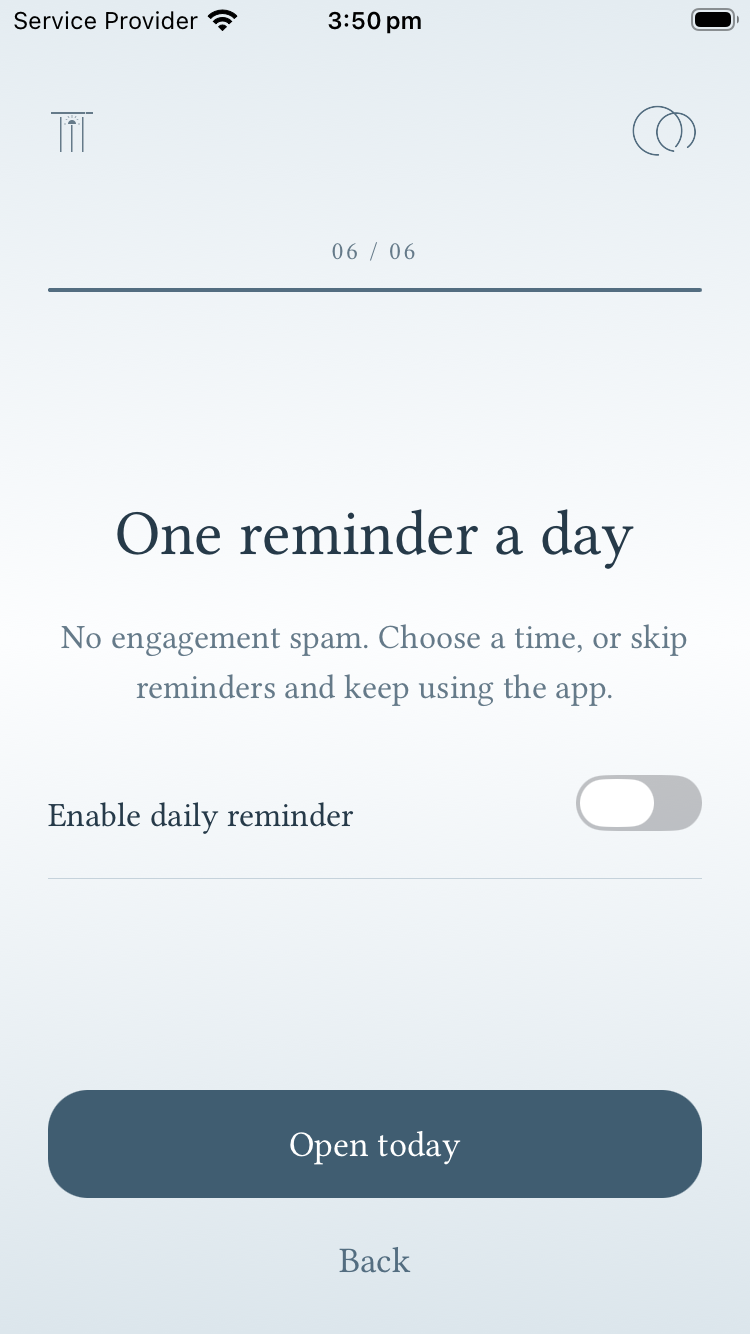 Service Provider 3:50 pm
06 / 06
One reminder a day
No engagement spam. Choose a time, or skip
reminders and keep using the app.
Enable daily reminder
Open today
Back